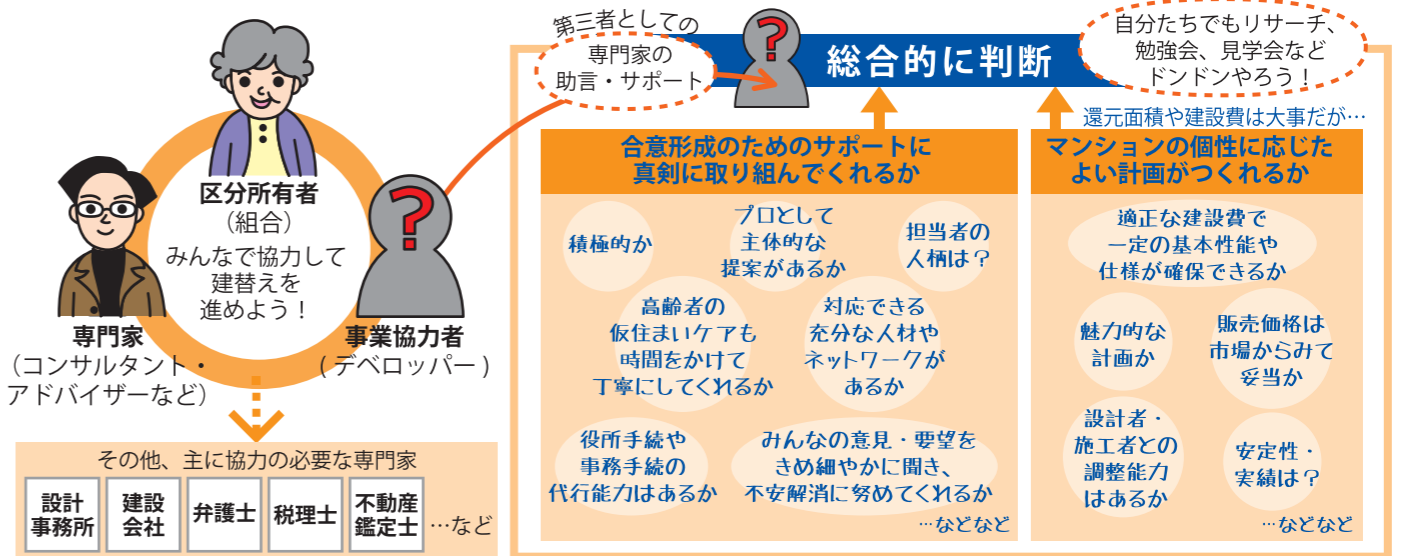 区分所有者
（組合）
みんなで協力して
建替えを
進めよう！
専門家
（コンサルタント・
アドバイザーなど）
?
事業協力者
( デベロッパー )
その他、主に協力の必要な専門家
設計
事務所
建設
会社
弁護士
税理士
不動産
鑑定士
…など
第三者としての
専門家の
助言・サポート
?
総合的に判断
自分たちでもリサーチ、
勉強会、見学会など
ドンドンやろう！
還元面積や建設費は大事だが…
合意形成のためのサポートに
真剣に取り組んでくれるか
積極的か
プロとして
主体的な
提案があるか
担当者の
人柄は？
高齢者の
仮住まいケアも
時間をかけて
丁寧にしてくれるか
対応できる
充分な人材や
ネットワークが
あるか
役所手続や
事務手続の
代行能力はあるか
みんなの意見・要望を
きめ細やかに聞き、
不安解消に努めてくれるか
…などなど
マンションの個性に応じた
よい計画がつくれるか
適正な建設費で
一定の基本性能や
仕様が確保できるか
魅力的な
計画か
販売価格は
市場からみて
妥当か
設計者・
施工者との
調整能力
はあるか
安定性・
実績は？
…などなど